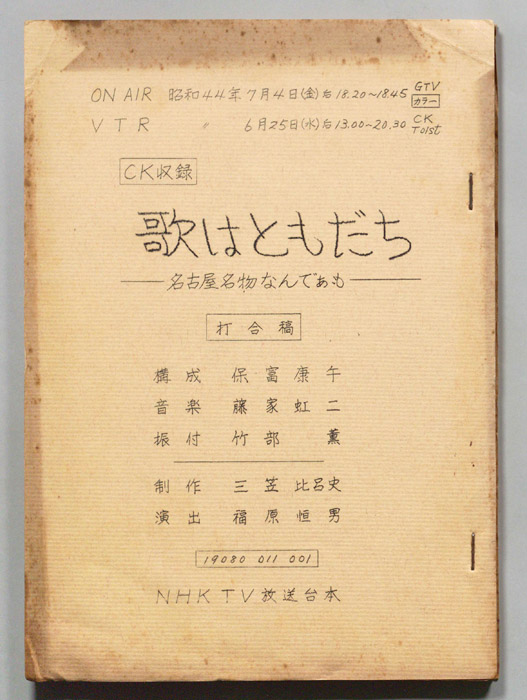 ON AIR 昭和44年7月4日(金)后18.20~18.45 GTV カラー
VTR 〃 6月25日(水)后13.00~20.30 CK T101st
CK収録
歌はともだち
——名古屋名物なんでぁも——
打合稿
構成 保富康午
音楽 藤家虹二
振付 竹部 薫
制作 三笠比呂史
演出 福原恒男
19080 011 001
NHK TV 放送台本